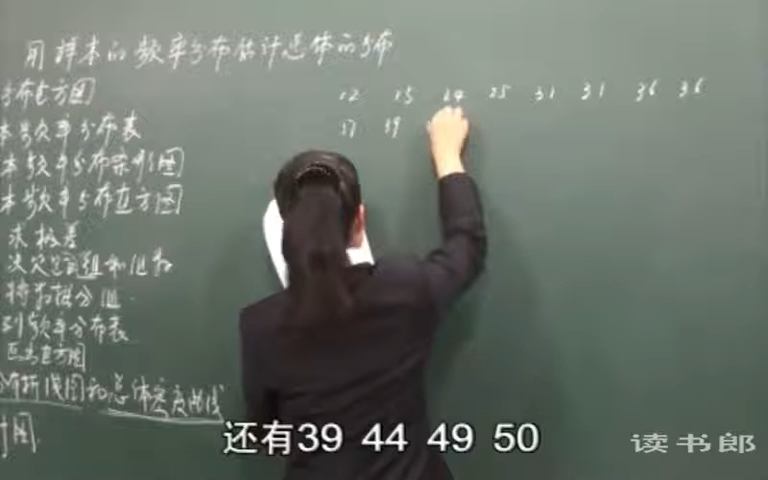 用样本的频率分布估计总体的分布
分布直方图
本频率分布表
本频率分布条形图
本频率分布直方图
求极差
决定组距和组数
将数据分组
列频率分布表
画直方图
分布折线图和总体密度曲线
叶图
12 15 24 25 31 31 36 36
37 39
还有39 44 49 50
读书郎